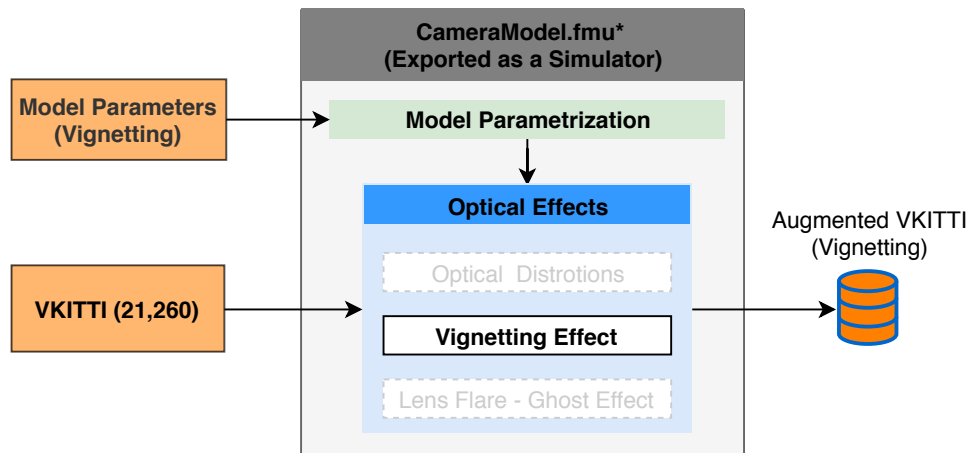 CameraModel.fmu*
(Exported as a Simulator)
Model Parameters
(Vignetting)
Model Parametrization
Optical Effects
Optical Distrotions
Vignetting Effect
Lens Flare - Ghost Effect
VKITTI (21,260)
Augmented VKITTI
(Vignetting)